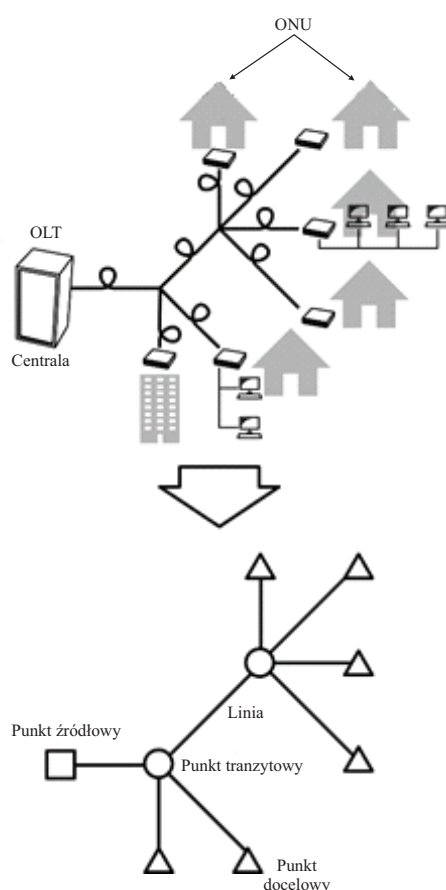 ONU
OLT
Centrala
Linia
Punkt źródłowy
Punkt tranzytowy
Punkt
docelowy